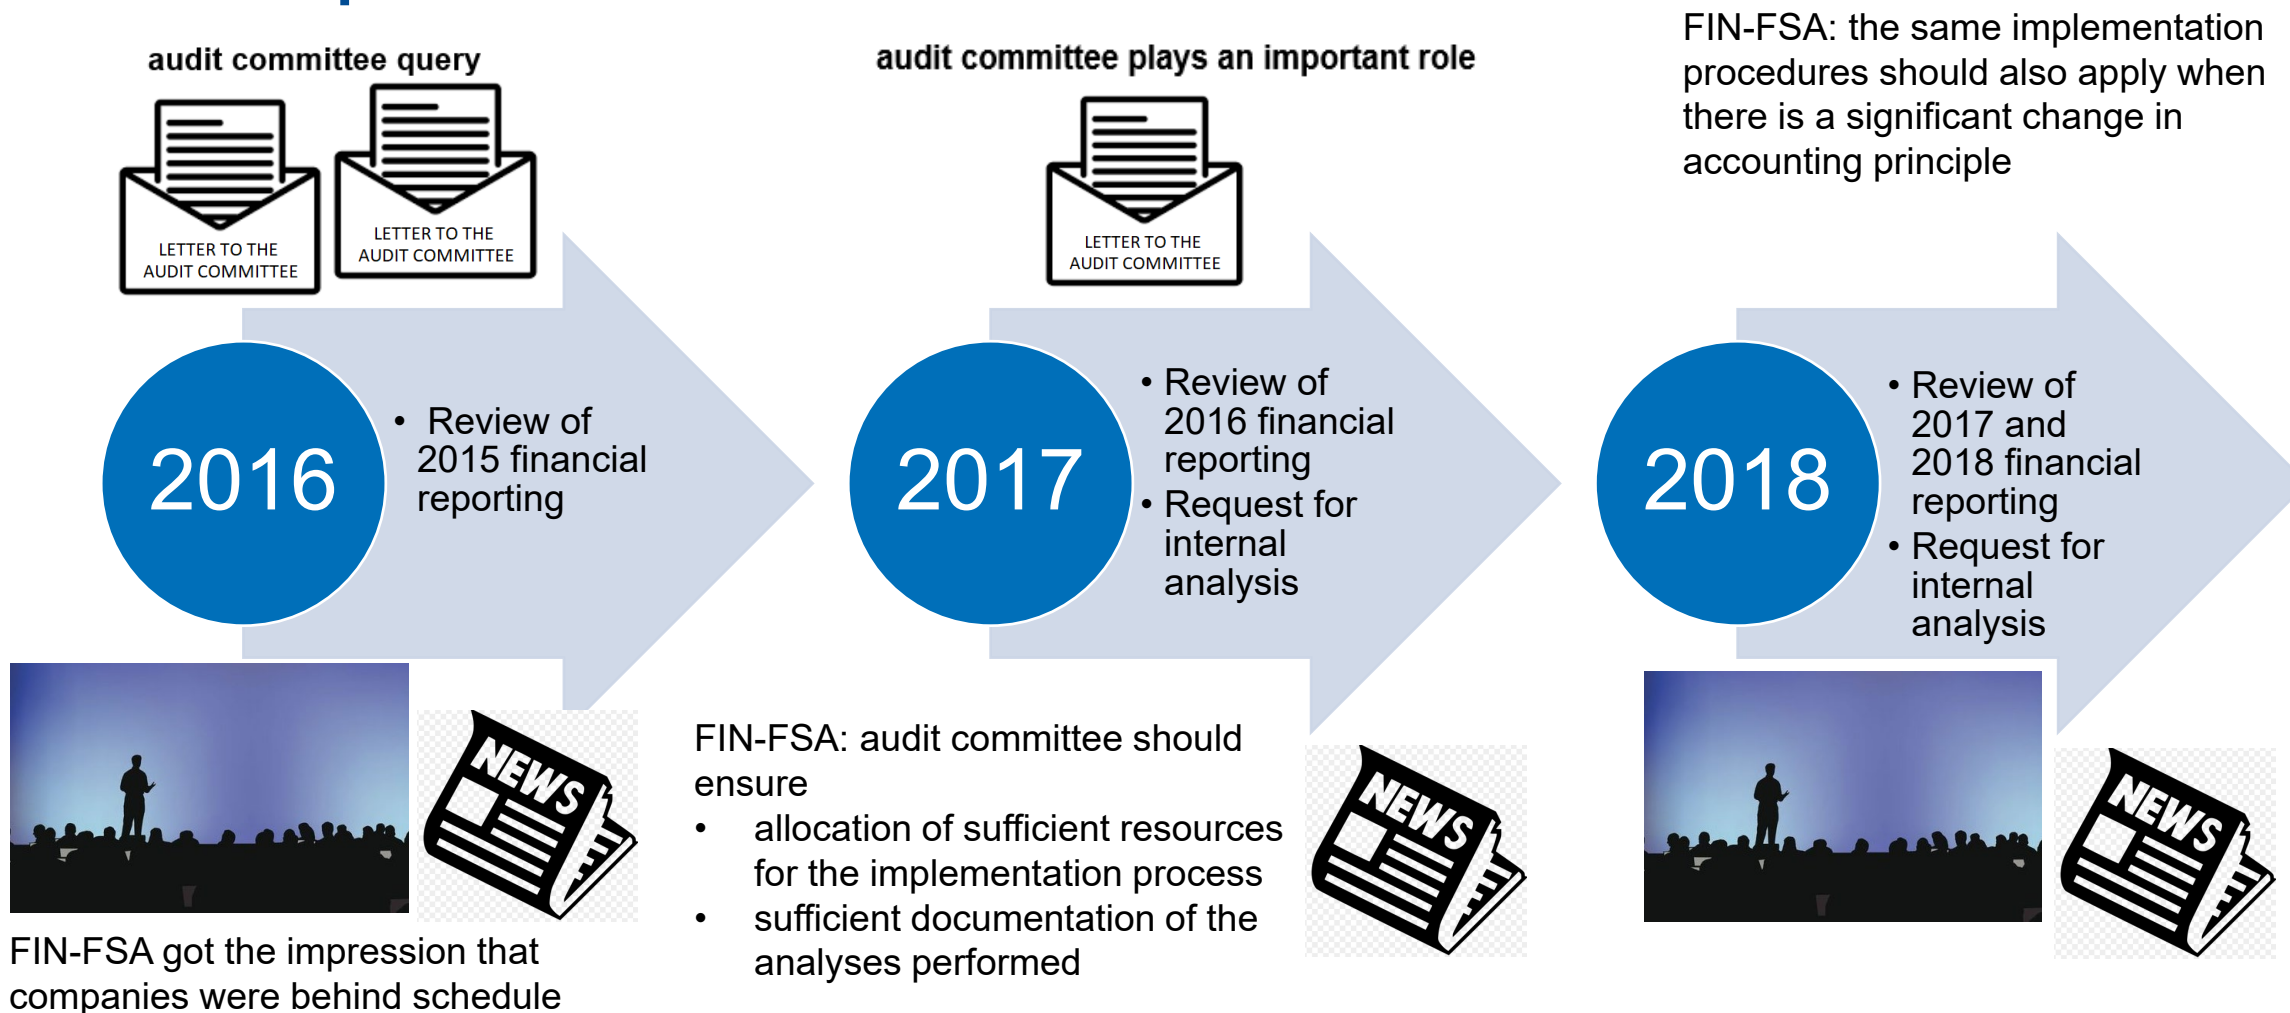 audit committee query
LETTER TO THE
AUDIT COMMITTEE
LETTER TO THE
AUDIT COMMITTEE
2016
• Review of
2015 financial
reporting
NEWS
FIN-FSA got the impression that
companies were behind schedule
audit committee plays an important role
LETTER TO THE
AUDIT COMMITTEE
2017
• Review of
2016 financial
reporting
• Request for
internal
analysis
FIN-FSA: audit committee should
ensure
• allocation of sufficient resources
for the implementation process
• sufficient documentation of the
analyses performed
NEWS
FIN-FSA: the same implementation
procedures should also apply when
there is a significant change in
accounting principle
2018
• Review of
2017 and
2018 financial
reporting
• Request for
internal
analysis
NEWS